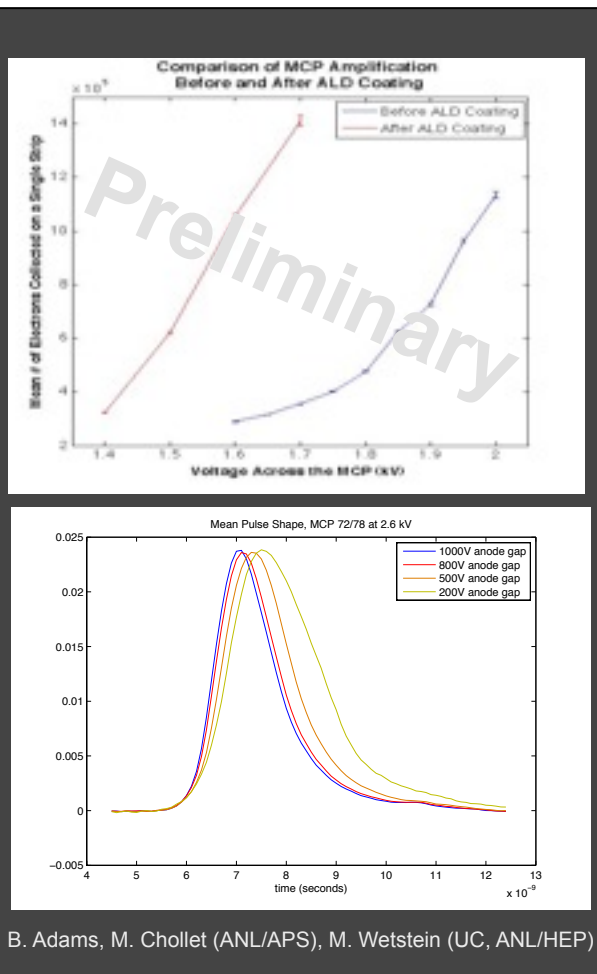 Comparison of MCP Amplification
Before and After ALD Coating
Before ALD Coating
After ALD Coating
Mean # of Electrons Collected on a Single Strip
14
12
10
8
6
4
2
1.4 1.5 1.6 1.7 1.8 1.9 2
Voltage Across the MCP (kV)
Preliminary
Mean Pulse Shape, MCP 72/78 at 2.6 kV
1000V anode gap
800V anode gap
500V anode gap
200V anode gap
0.025
0.02
0.015
0.01
0.005
0
−0.005
4 5 6 7 8 9 10 11 12 13
time (seconds)
x 10⁻⁹
B. Adams, M. Chollet (ANL/APS), M. Wetstein (UC, ANL/HEP)